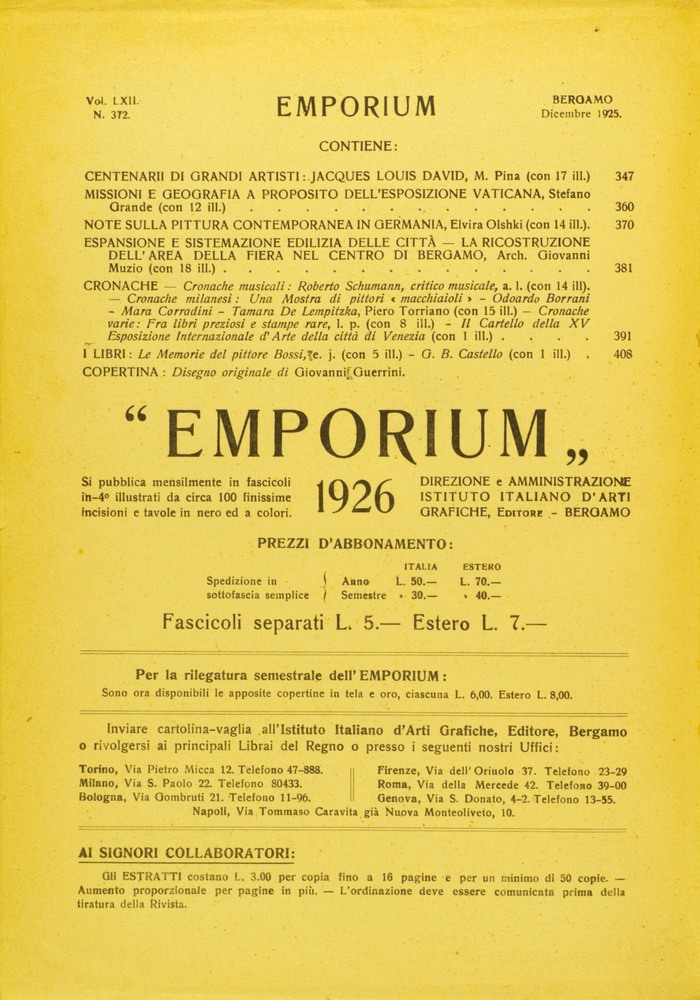 Vol. LXII.
N. 372.
EMPORIUM
BERGAMO
Dicembre 1925.
CONTIENE:
CENTENARII DI GRANDI ARTISTI: JACQUES LOUIS DAVID, M. Pina (con 17 ill.) 347
MISSIONI E GEOGRAFIA A PROPOSITO DELL'ESPOSIZIONE VATICANA, Stefano
Grande (con 12 ill.) . . . . . . . . . . . 360
NOTE SULLA PITTURA CONTEMPORANEA IN GERMANIA, Elvira Olshki (con 14 ill.). 370
ESPANSIONE E SISTEMAZIONE EDILIZIA DELLE CITTÀ — LA RICOSTRUZIONE
DELL'AREA DELLA FIERA NEL CENTRO DI BERGAMO, Arch. Giovanni
Muzio (con 18 ill.) . . . . . . . . . . . 381
CRONACHE — Cronache musicali: Roberto Schumann, critico musicale, a. l. (con 14 ill).
— Cronache milanesi: Una Mostra di pittori « macchiaioli » - Odoardo Borrani
- Mara Corradini - Tamara De Lempitzka, Piero Torriano (con 15 ill.) — Cronache
varie: Fra libri preziosi e stampe rare, l. p. (con 8 ill.) - Il Cartello della XV
Esposizione Internazionale d'Arte della città di Venezia (con 1 ill.) . . . . 391
I LIBRI: Le Memorie del pittore Bossi, e. j. (con 5 ill.) - G. B. Castello (con 1 ill.) . 408
COPERTINA: Disegno originale di Giovanni Guerrini.
“ EMPORIUM „
Si pubblica mensilmente in fascicoli
in-4º illustrati da circa 100 finissime
incisioni e tavole in nero ed a colori.
1926
DIREZIONE e AMMINISTRAZIONE
ISTITUTO ITALIANO D'ARTI
GRAFICHE, EDITORE - BERGAMO
PREZZI D'ABBONAMENTO:
ITALIA ESTERO
Spedizione in Anno L. 50.— L. 70.—
sottofascia semplice Semestre » 30.— » 40.—
Fascicoli separati L. 5.— Estero L. 7.—
Per la rilegatura semestrale dell'EMPORIUM:
Sono ora disponibili le apposite copertine in tela e oro, ciascuna L. 6,00. Estero L. 8,00.
Inviare cartolina-vaglia all'Istituto Italiano d'Arti Grafiche, Editore, Bergamo
o rivolgersi ai principali Librai del Regno o presso i seguenti nostri Uffici:
Torino, Via Pietro Micca 12. Telefono 47-888.
Milano, Via S. Paolo 22. Telefono 80433.
Bologna, Via Gombruti 21. Telefono 11-96.
Firenze, Via dell'Oriuolo 37. Telefono 23-29
Roma, Via della Mercede 42. Telefono 39-00
Genova, Via S. Donato, 4-2. Telefono 13-55.
Napoli, Via Tommaso Caravita già Nuova Monteoliveto, 10.
AI SIGNORI COLLABORATORI:
Gli ESTRATTI costano L. 3.00 per copia fino a 16 pagine e per un minimo di 50 copie. —
Aumento proporzionale per pagine in più. — L'ordinazione deve essere comunicata prima della
tiratura della Rivista.